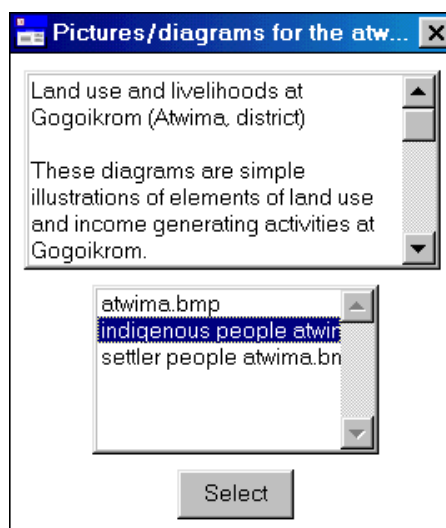 Pictures/diagrams for the atw...
Land use and livelihoods at
Gogoikrom (Atwima, district)
These diagrams are simple
illustrations of elements of land use
and income generating activities at
Gogoikrom.
atwima.bmp
indigenous people atwin
settler people atwima.bn
Select